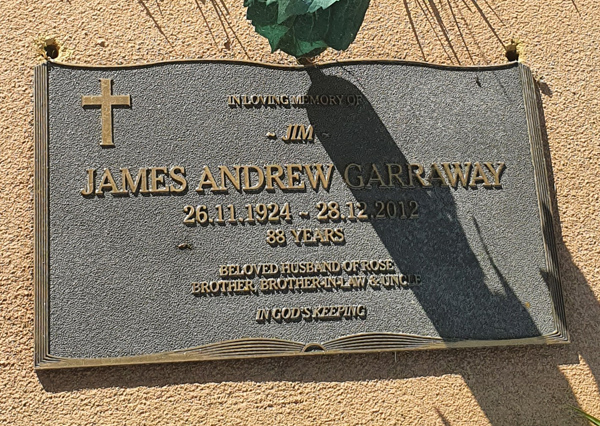 IN LOVING MEMORY OF
~ JIM ~
JAMES ANDREW GARRAWAY
26.11.1924 ~ 28.12.2012
88 YEARS
BELOVED HUSBAND OF ROSE
BROTHER, BROTHER-IN-LAW & UNCLE
IN GOD'S KEEPING